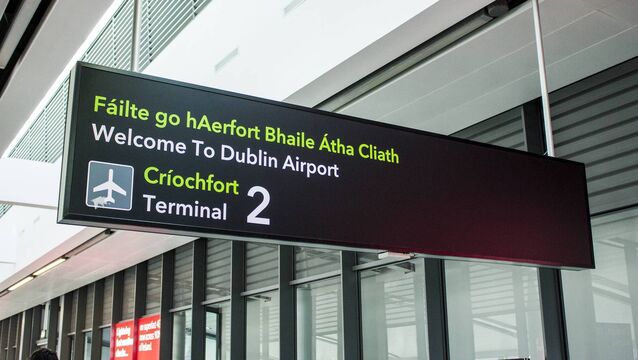 Fáilte go hAerfort Bhaile Átha Cliath
Welcome To Dublin Airport
Críochfort
Terminal 2